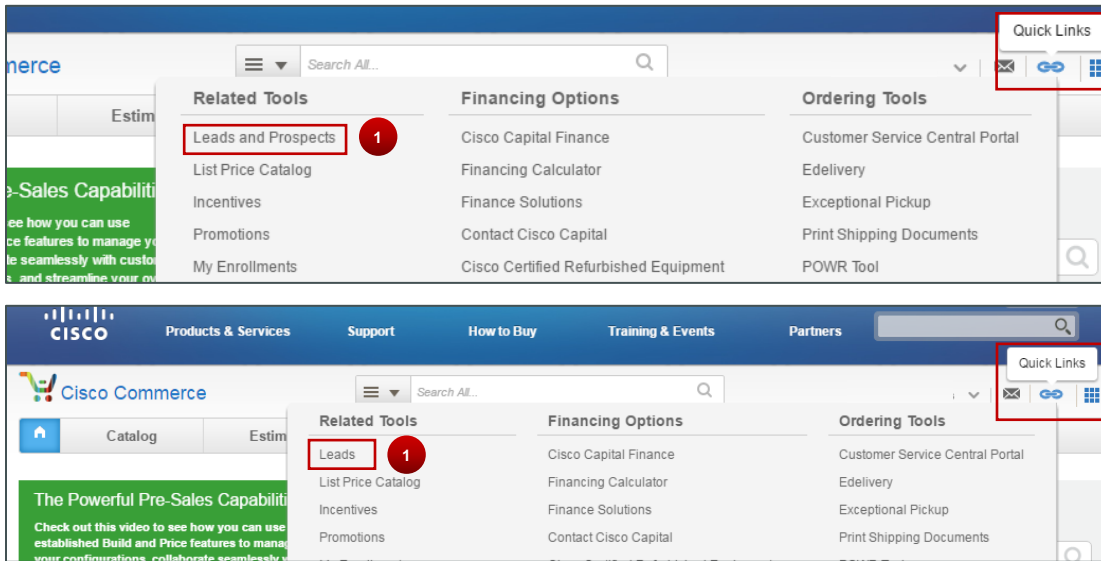 Quick Links
Search All...
Related Tools
Financing Options
Ordering Tools
Estim
Leads and Prospects
1
Cisco Capital Finance
Customer Service Central Portal
List Price Catalog
Financing Calculator
Edelivery
e-Sales Capabiliti
Incentives
Finance Solutions
Exceptional Pickup
ee how you can use
ce features to manage yo
Promotions
Contact Cisco Capital
Print Shipping Documents
le seamlessly with custo
My Enrollments
Cisco Certified Refurbished Equipment
POWR Tool
s, and streamline your ov
CISCO
Products & Services
Support
How to Buy
Training & Events
Partners
Quick Links
Cisco Commerce
Search All...
Related Tools
Financing Options
Ordering Tools
Catalog
Estim
Leads
1
Cisco Capital Finance
Customer Service Central Portal
List Price Catalog
Financing Calculator
Edelivery
The Powerful Pre-Sales Capabiliti
Incentives
Finance Solutions
Exceptional Pickup
Check out this video to see how you can use
established Build and Price features to manag
Promotions
Contact Cisco Capital
Print Shipping Documents
your configurations, collaborate seamlessly